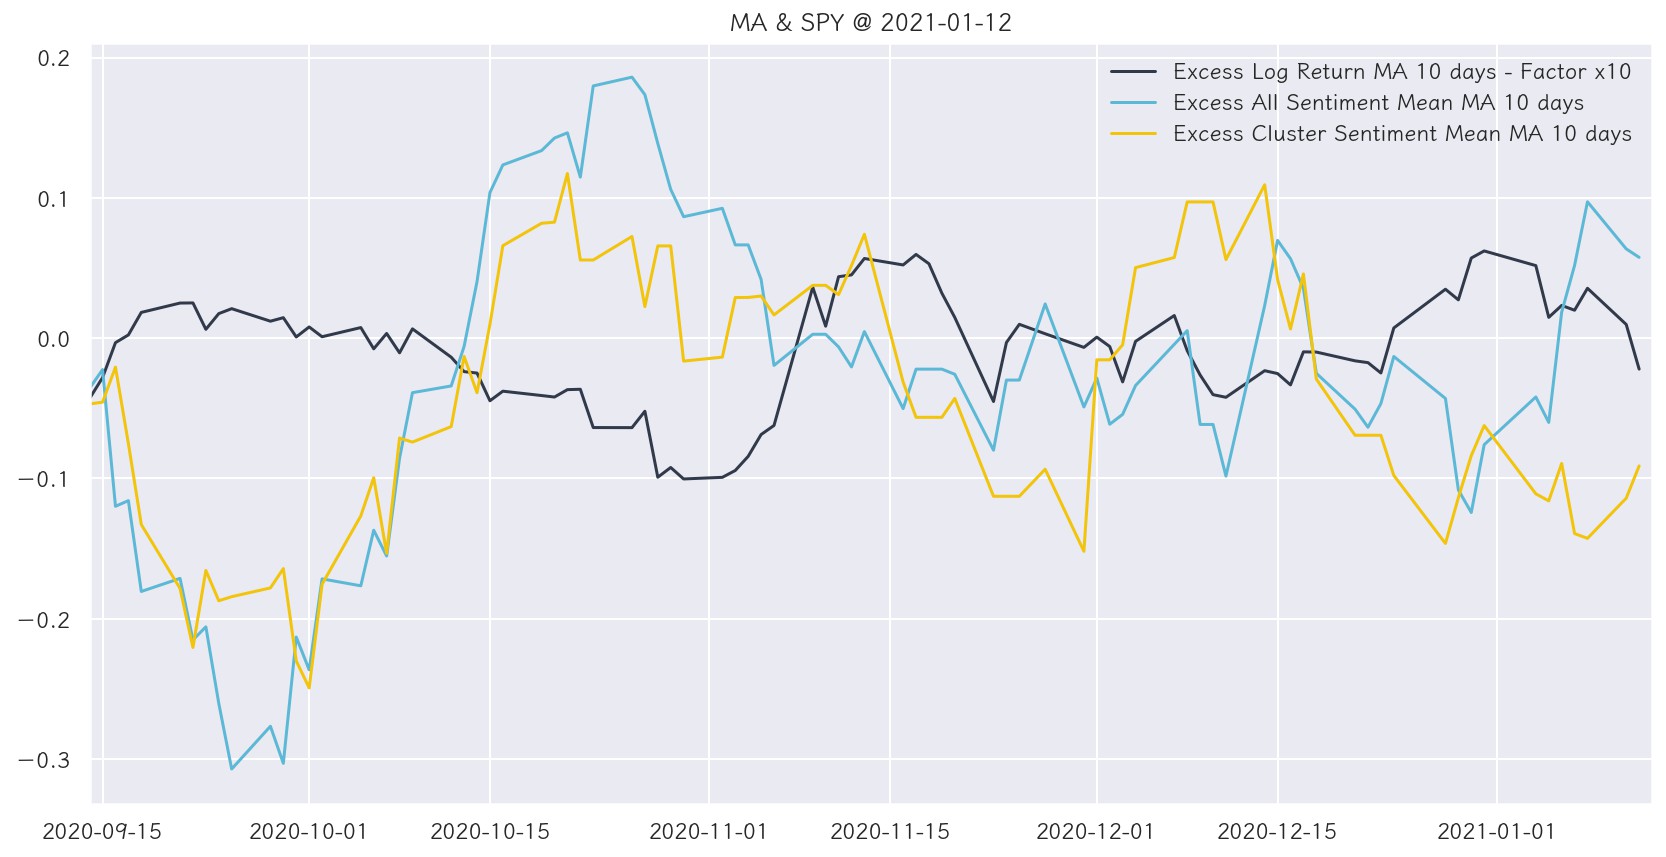 MA & SPY @ 2021-01-12
Excess Log Return MA 10 days - Factor x10
Excess All Sentiment Mean MA 10 days
Excess Cluster Sentiment Mean MA 10 days
0.2
0.1
0.0
−0.1
−0.2
−0.3
2020-09-15 2020-10-01 2020-10-15 2020-11-01 2020-11-15 2020-12-01 2020-12-15 2021-01-01